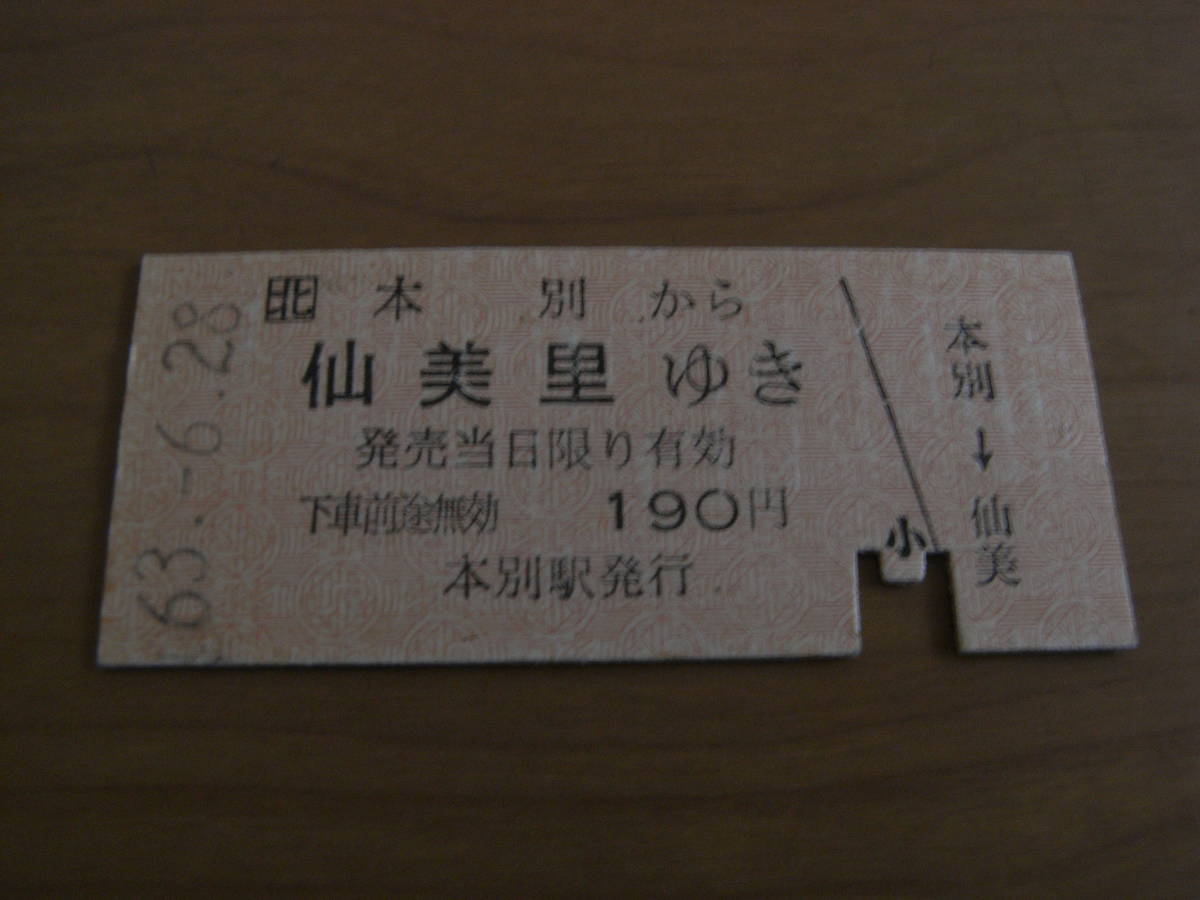 63.-6.28
北 本別から
仙美里ゆき
発売当日限り有効
下車前途無効 190円
本別駅発行
小
本別→仙美